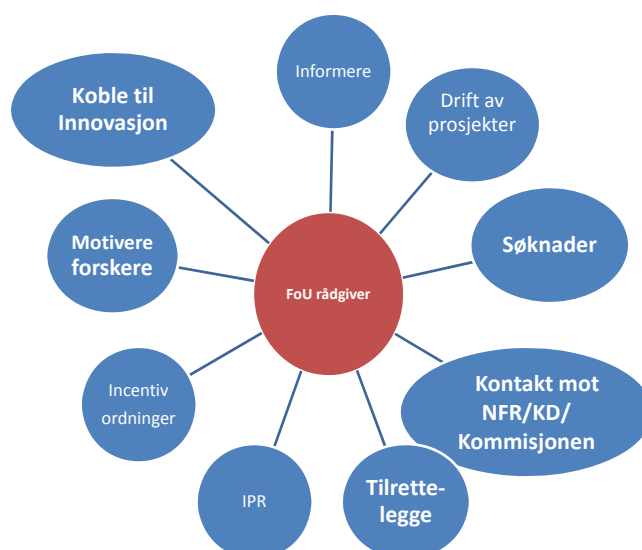 Informere
Koble til
Innovasjon
Drift av
prosjekter
Motivere
forskere
Søknader
FoU rådgiver
Incentiv
ordninger
Kontakt mot
NFR/KD/
Kommisjonen
IPR
Tilrette-
legge